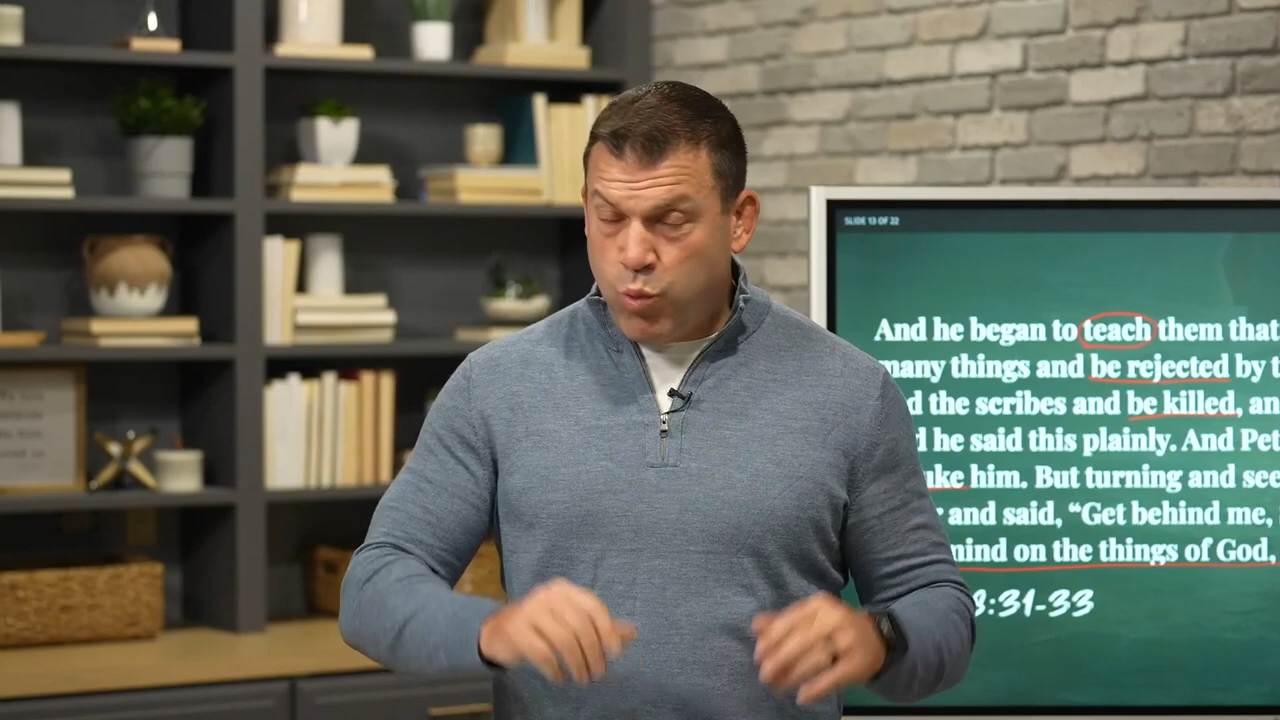 SLIDE 13 OF 22
And he began to teach them that
many things and be rejected by t
d the scribes and be killed, an
d he said this plainly. And Pet
uke him. But turning and see
r and said, “Get behind me,
mind on the things of God,
8:31-33